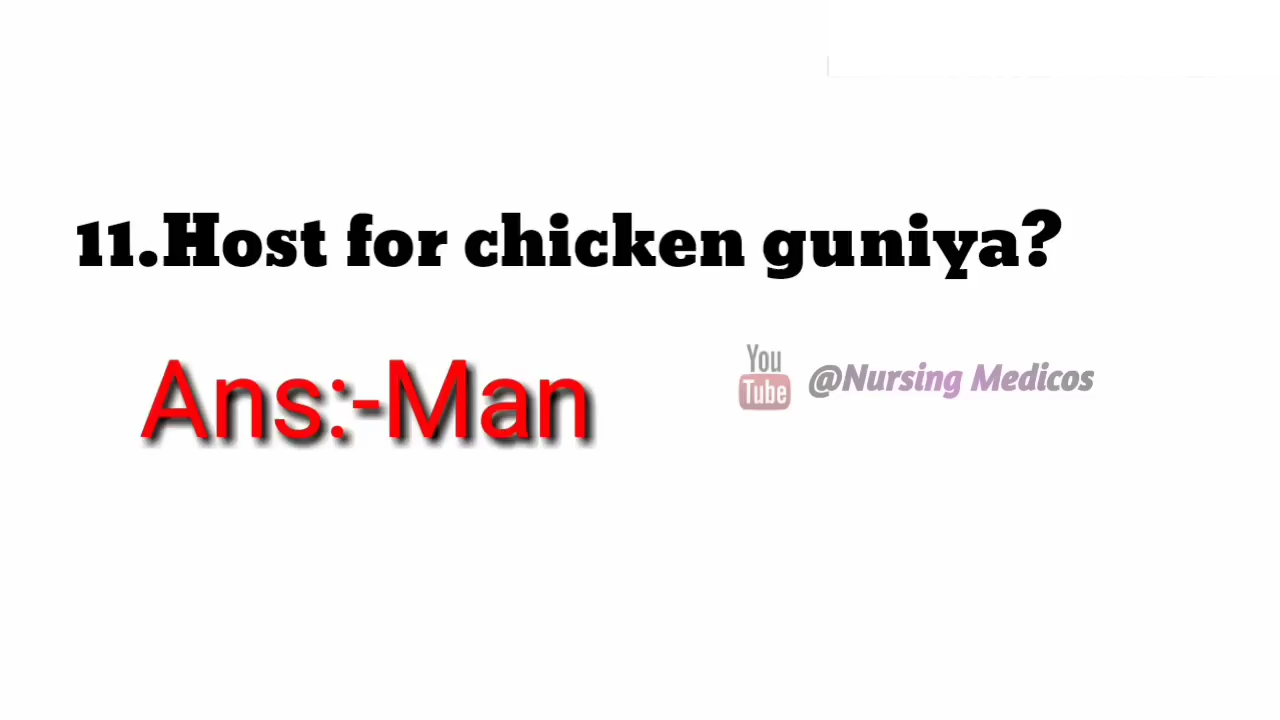 11.Host for chicken guniya?
Ans:-Man
You
Tube
@Nursing Medicos